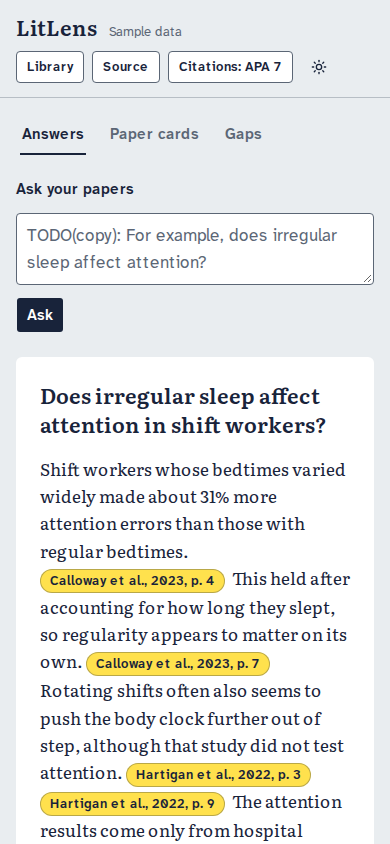 LitLens Sample data
Library Source Citations: APA 7
Answers Paper cards Gaps
Ask your papers
TODO(copy): For example, does irregular
sleep affect attention?
Ask
Does irregular sleep affect
attention in shift workers?
Shift workers whose bedtimes varied
widely made about 31% more
attention errors than those with
regular bedtimes.
Calloway et al., 2023, p. 4 This held after
accounting for how long they slept,
so regularity appears to matter on its
own. Calloway et al., 2023, p. 7
Rotating shifts often also seems to
push the body clock further out of
step, although that study did not test
attention. Hartigan et al., 2022, p. 3
Hartigan et al., 2022, p. 9 The attention
results come only from hospital